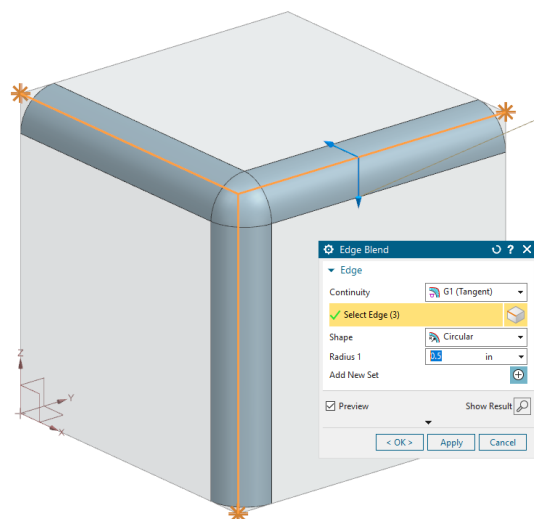 Edge Blend
?
Edge
Continuity G1 (Tangent)
Select Edge (3)
Shape Circular
Radius 1 0.5 in
Add New Set
Preview Show Result
< OK > Apply Cancel
Z
Y
X